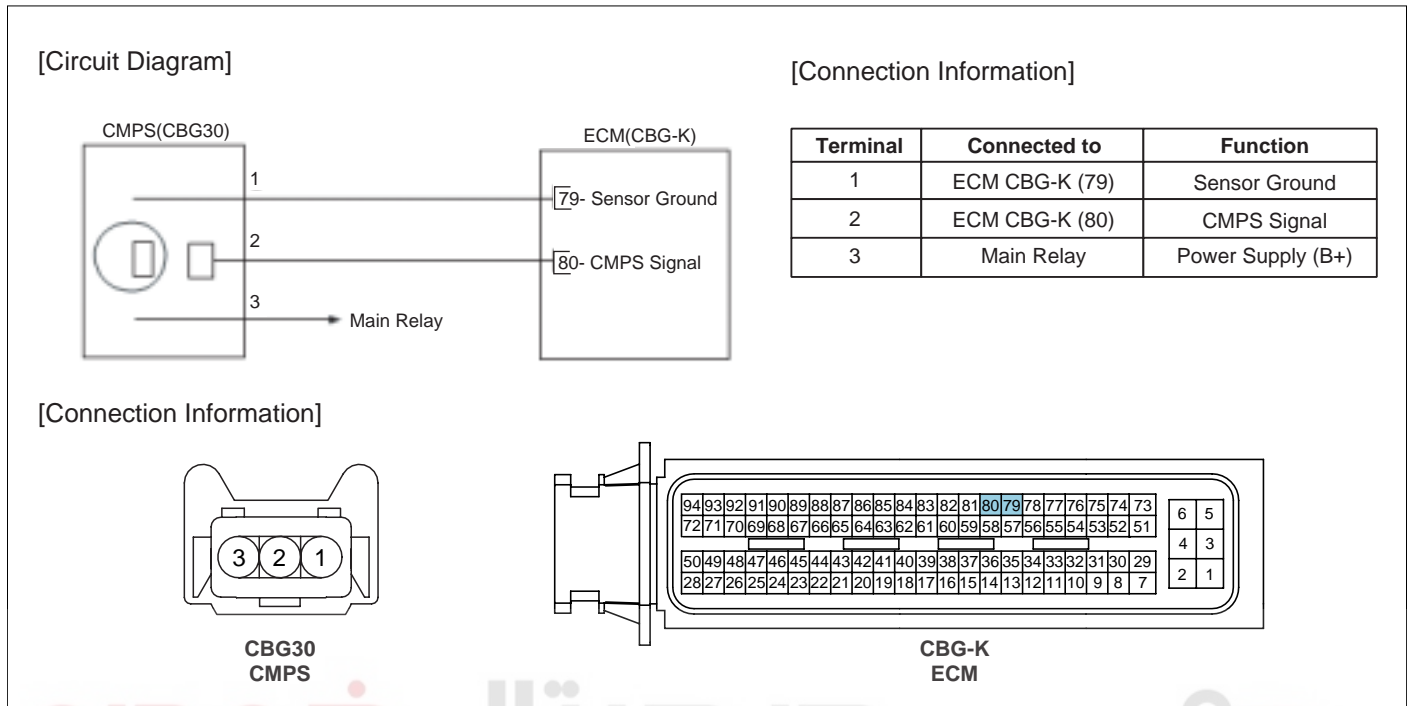 [Circuit Diagram]
[Connection Information]
CMPS(CBG30)
ECM(CBG-K)
1
79- Sensor Ground
2
80- CMPS Signal
3
Main Relay
Terminal Connected to Function
1 ECM CBG-K (79) Sensor Ground
2 ECM CBG-K (80) CMPS Signal
3 Main Relay Power Supply (B+)
[Connection Information]
3 2 1
CBG30
CMPS
94 93 92 91 90 89 88 87 86 85 84 83 82 81 80 79 78 77 76 75 74 73
72 71 70 69 68 67 66 65 64 63 62 61 60 59 58 57 56 55 54 53 52 51
50 49 48 47 46 45 44 43 42 41 40 39 38 37 36 35 34 33 32 31 30 29
28 27 26 25 24 23 22 21 20 19 18 17 16 15 14 13 12 11 10 9 8 7
6 5
4 3
2 1
CBG-K
ECM